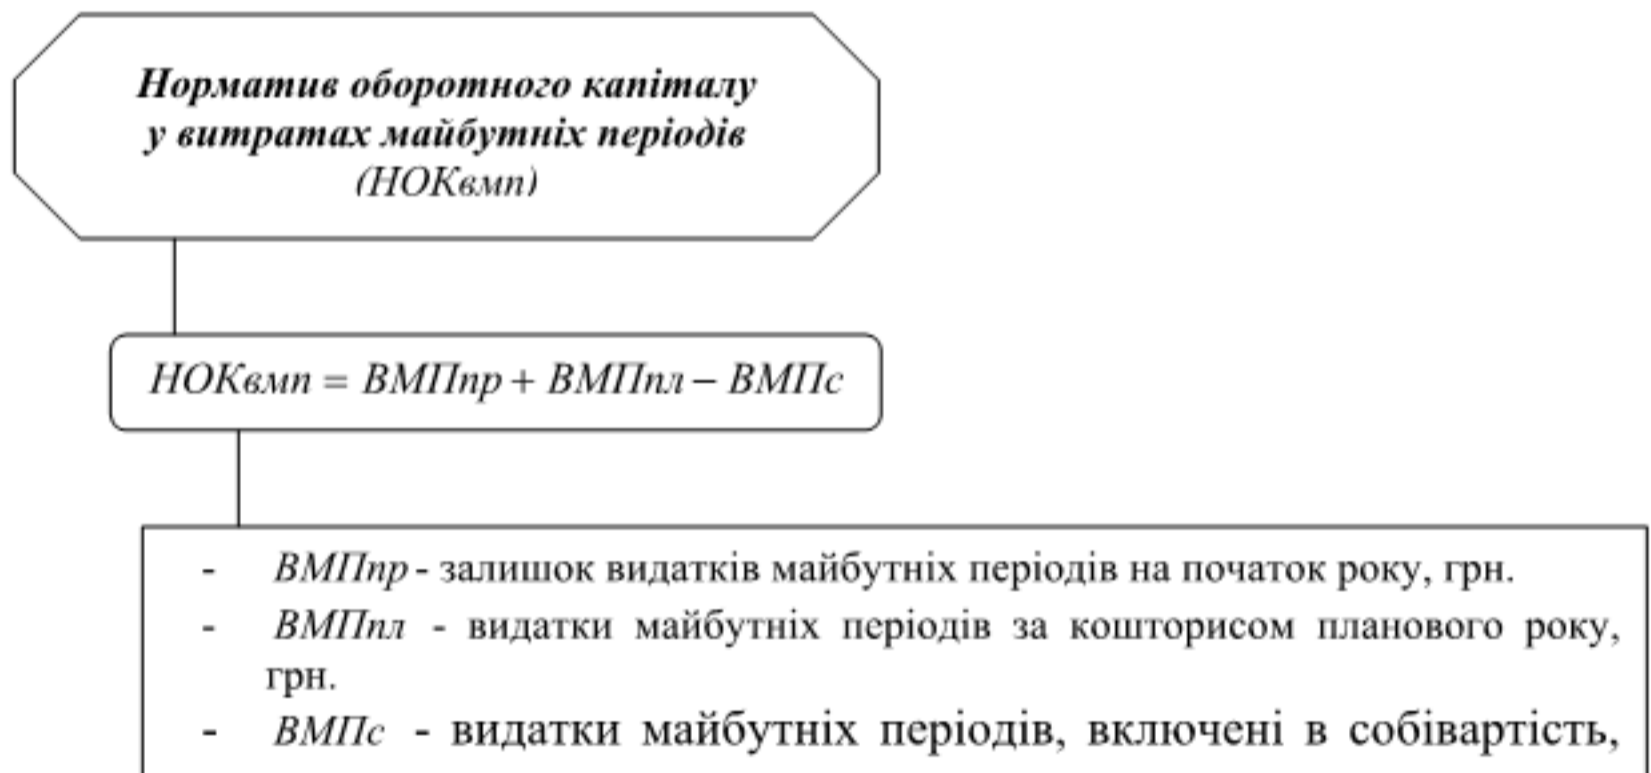 Норматив оборотного капіталу
у витратах майбутніх періодів
(НОКвмп)
НОКвмп = ВМПпр + ВМПпл – ВМПс
- ВМПпр - залишок видатків майбутніх періодів на початок року, грн.
- ВМПпл - видатки майбутніх періодів за кошторисом планового року,
грн.
- ВМПс - видатки майбутніх періодів, включені в собівартість,